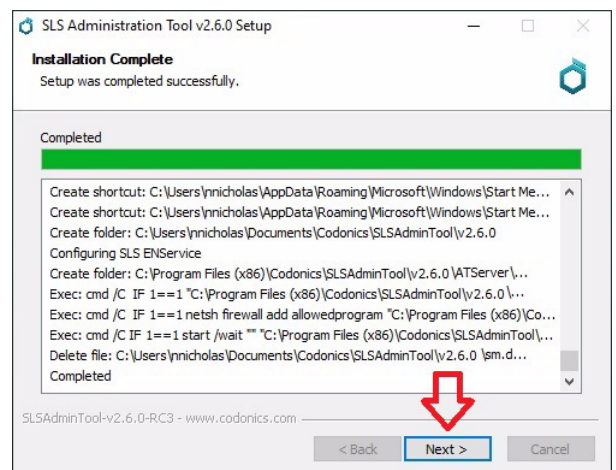 SLS Administration Tool v2.6.0 Setup
Installation Complete
Setup was completed successfully.
Completed
Create shortcut: C:\Users\nnicholas\AppData\Roaming\Microsoft\Windows\Start Me...
Create shortcut: C:\Users\nnicholas\AppData\Roaming\Microsoft\Windows\Start Me...
Create folder: C:\Users\nnicholas\Documents\Codonics\SLSAdminTool\v2.6.0
Configuring SLS ENService
Create folder: C:\Program Files (x86)\Codonics\SLSAdminTool\v2.6.0\ATServer\...
Exec: cmd /C  IF 1==1 "C:\Program Files (x86)\Codonics\SLSAdminTool\v2.6.0\...
Exec: cmd /C  IF 1==1 netsh firewall add allowedprogram "C:\Program Files (x86)\Co...
Exec: cmd /C IF 1==1 start /wait "" "C:\Program Files (x86)\Codonics\SLSAdminTool\...
Delete file: C:\Users\nnicholas\Documents\Codonics\SLSAdminTool\v2.6.0 \sm.d...
Completed
SLSAdminTool-v2.6.0-RC3 - www.codonics.com
< Back Next > Cancel